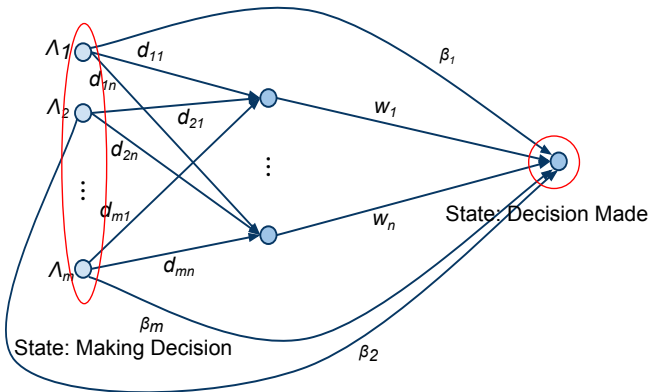 Λ1
d11
β1
d1n
Λ2
d21
w1
d2n
⋮
⋮
dm1
wn
State: Decision Made
Λm
dmn
βm
State: Making Decision
β2